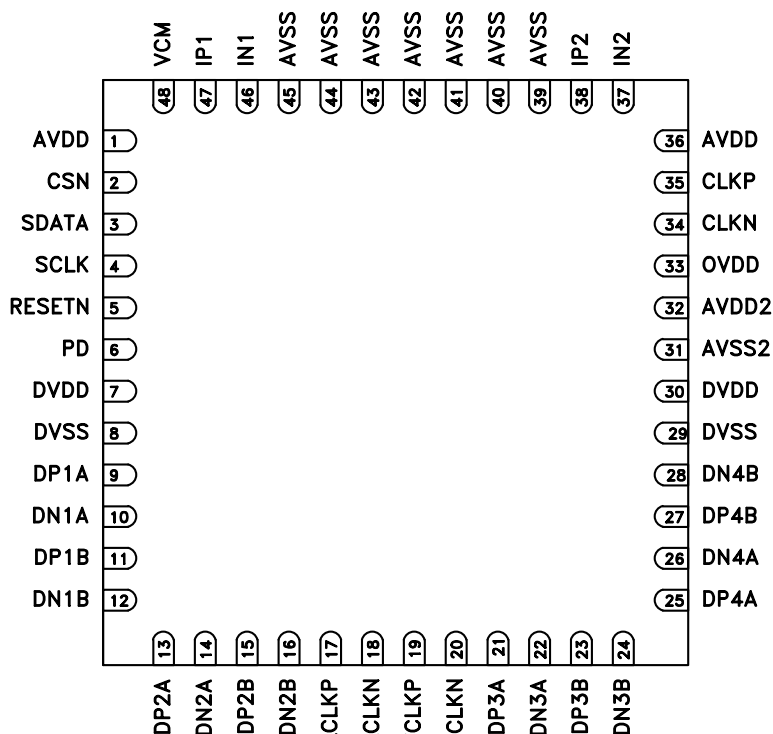 VCM IP1 IN1 AVSS AVSS AVSS AVSS AVSS AVSS AVSS IP2 IN2
48 47 46 45 44 43 42 41 40 39 38 37
AVDD 1 36 AVDD
CSN 2 35 CLKP
SDATA 3 34 CLKN
SCLK 4 33 OVDD
RESETN 5 32 AVDD2
PD 6 31 AVSS2
DVDD 7 30 DVDD
DVSS 8 29 DVSS
DP1A 9 28 DN4B
DN1A 10 27 DP4B
DP1B 11 26 DN4A
DN1B 12 25 DP4A
13 14 15 16 17 18 19 20 21 22 23 24
DP2A DN2A DP2B DN2B CLKP CLKN CLKP CLKN DP3A DN3A DP3B DN3B